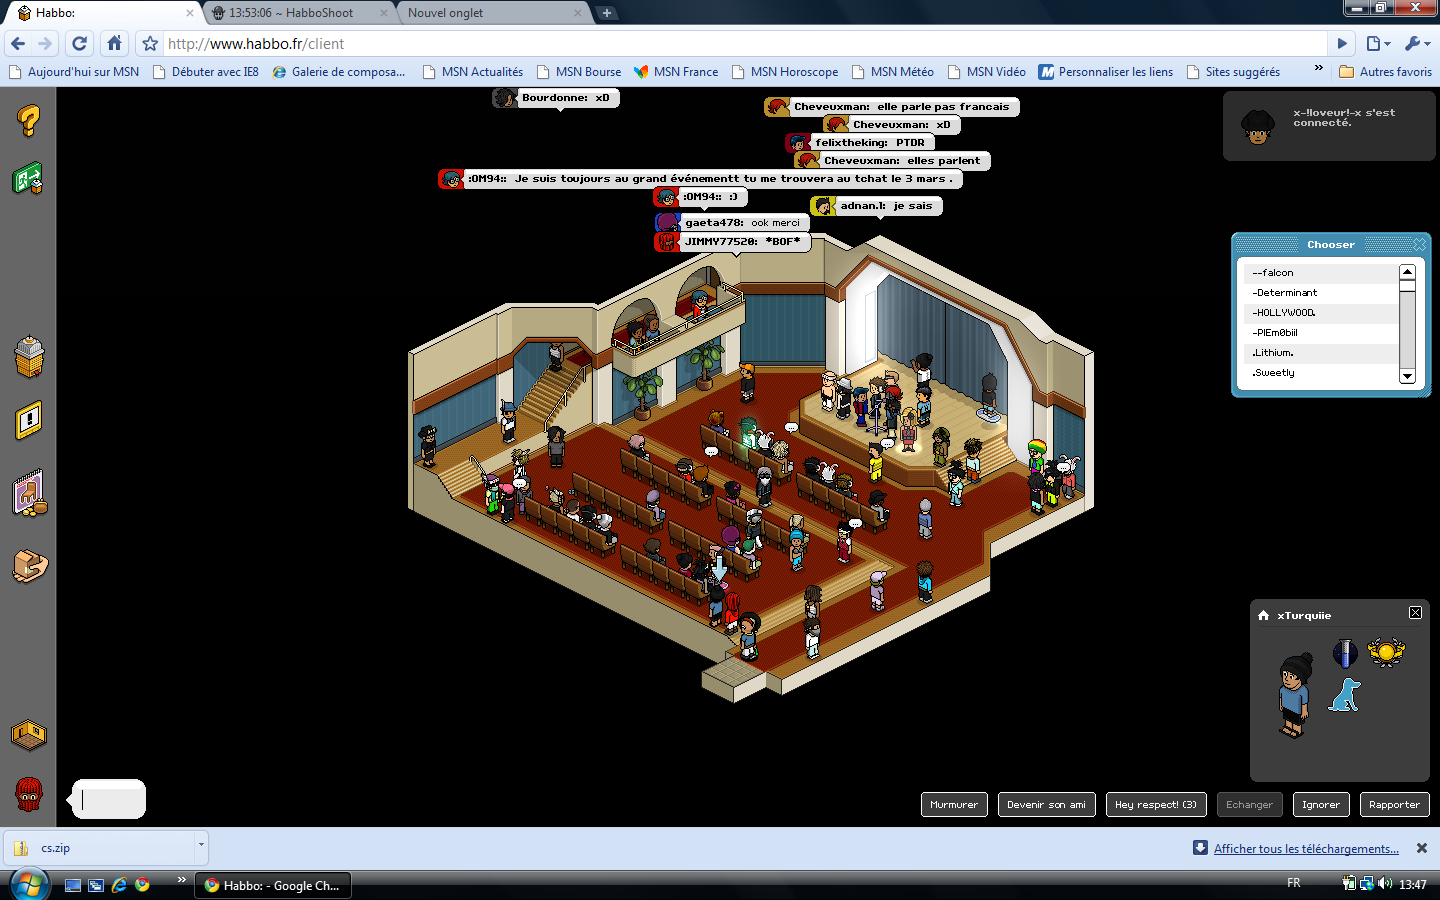 Habbo:
13:53:06 ~ HabboShoot
Nouvel onglet
http://www.habbo.fr/client
Aujourd'hui sur MSN
Débuter avec IE8
Galerie de composa...
MSN Actualités
MSN Bourse
MSN France
MSN Horoscope
MSN Météo
MSN Vidéo
Personnaliser les liens
Sites suggérés
»
Autres favoris
Bourdonne: xD
Cheveuxman: elle parle pas francais
Cheveuxman: xD
felixtheking: PTDR
Cheveuxman: elles parlent
:OM94:: Je suis toujours au grand événementt tu me trouvera au tchat le 3 mars .
:OM94:: :)
adnan.1: je sais
gaeta478: ook merci
JIMMY77520: *BOF*
x-!loveur!-x s'est
connecté.
Chooser
--falcon
-Determinant
-HOLLYWOOD.
-PIEm0biil
.Lithium.
.Sweetly
xTurquiie
Murmurer
Devenir son ami
Hey respect! (3)
Echanger
Ignorer
Rapporter
cs.zip
Afficher tous les téléchargements...
»
Habbo: - Google Ch...
FR
13:47